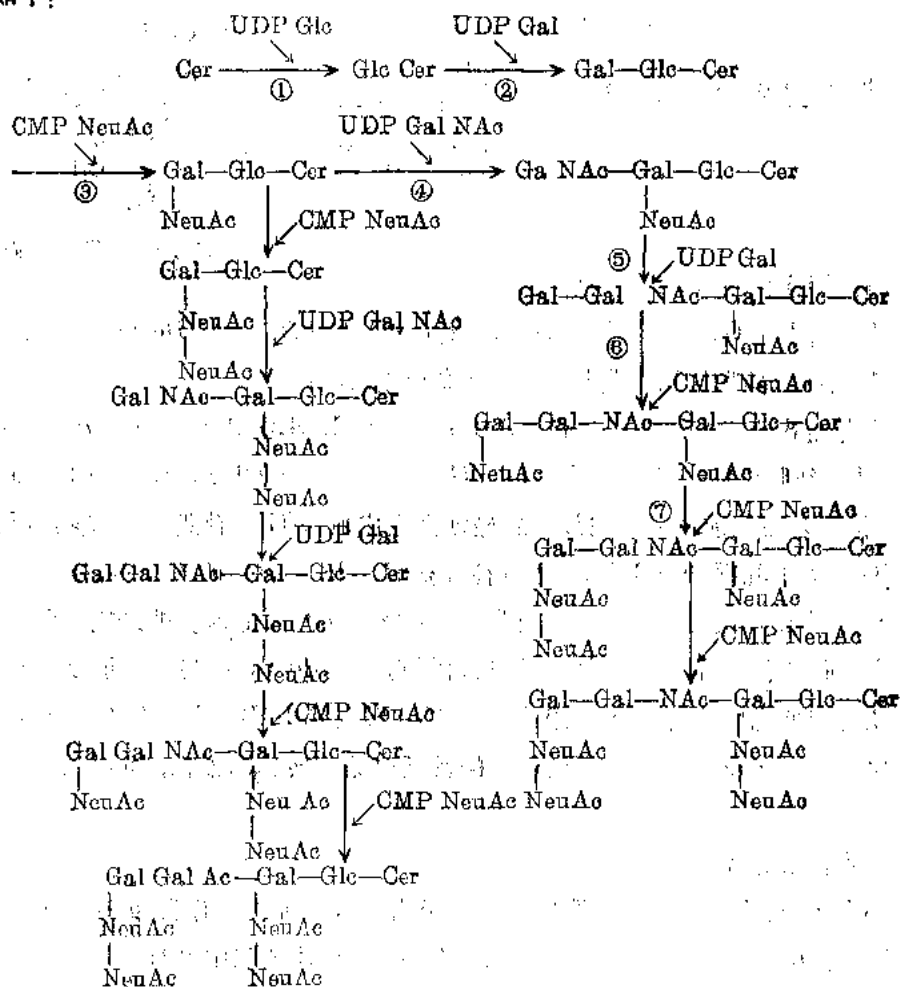 UDP Glc UDP Gal
Cer Glc Cer Gal—Glc—Cer
① ②
CMP NeuAc UDP Gal NAc
Gal—Glc—Cer Ga NAc—Gal—Glc—Cer
③ ④
NeuAc CMP NeuAc NeuAc
⑤ UDP Gal
Gal—Glc—Cer
Gal—Gal NAc—Gal—Glc—Cer
NeuAc UDP Gal NAc
⑥ NeuAc
NeuAc
CMP NeuAc
Gal NAc—Gal—Glc—Cer
Gal—Gal—NAc—Gal—Glc—Cer
NeuAc
NeuAc NeuAc
NeuAc
⑦ CMP NeuAc
UDP Gal
Gal—Gal NAc—Gal—Glc—Cer
Gal Gal NAc—Gal—Glc—Cer
NeuAc NeuAc
NeuAc
CMP NeuAc
NeuAc
NeuAc
Gal—Gal—NAc—Gal—Glc—Cer
CMP NeuAc
Gal Gal NAc—Gal—Glc—Cer
NeuAc NeuAc
NeuAc Neu Ac CMP NeuAc NeuAc NeuAc
NeuAc
Gal Gal Ac—Gal—Glc—Cer
NeuAc NeuAc
NeuAc NeuAc